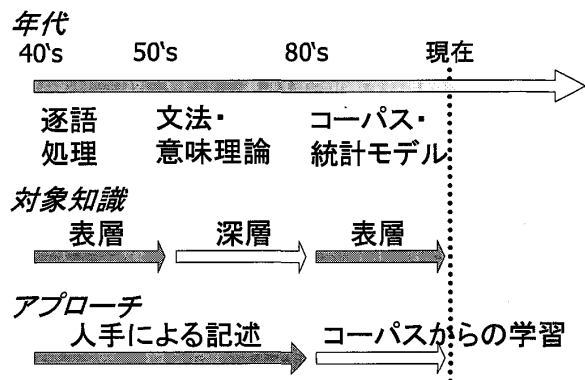 年代
40's 50's 80's 現在
逐語 文法・ コーパス・
処理 意味理論 統計モデル
対象知識
表層 深層 表層
アプローチ
人手による記述 コーパスからの学習